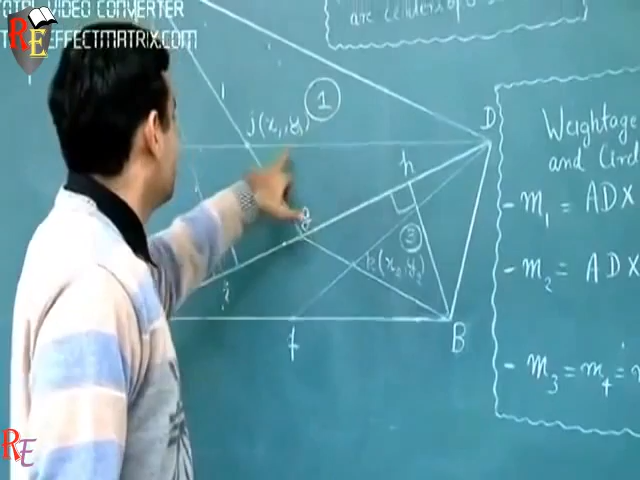 VIDEO CONVERTER
EFFECTMATRIX.COM
RE
are centers of
1
j(x₁,y₁)
D
h
g
3
k(x₂,y₂)
i
f
B
Weightage
and Circ
- m₁ = ADX
- m₂ = ADX
- m₃ = m₄ =
RE